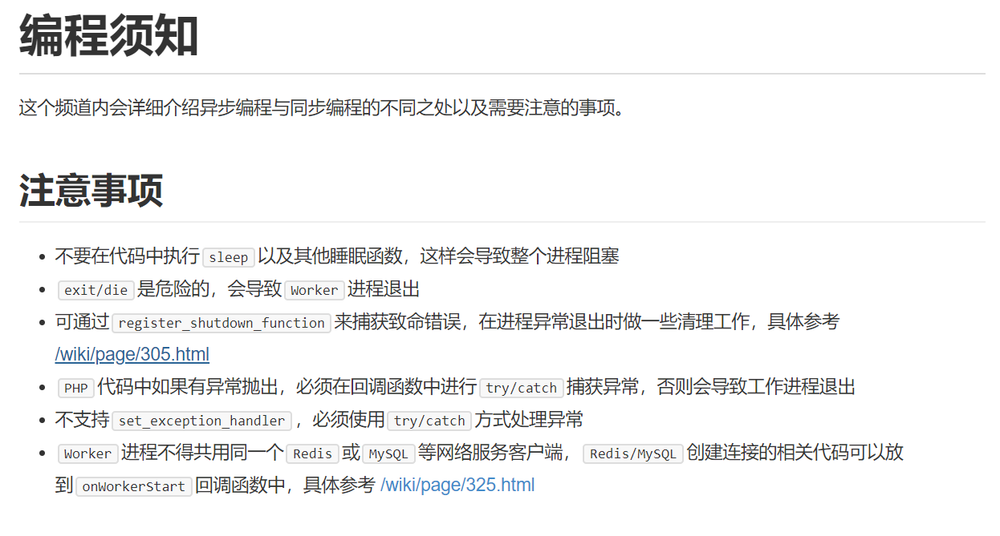 编程须知
这个频道内会详细介绍异步编程与同步编程的不同之处以及需要注意的事项。
注意事项
不要在代码中执行 sleep 以及其他睡眠函数，这样会导致整个进程阻塞
exit/die 是危险的，会导致 Worker 进程退出
可通过 register_shutdown_function 来捕获致命错误，在进程异常退出时做一些清理工作，具体参考
/wiki/page/305.html
PHP 代码中如果有异常抛出，必须在回调函数中进行 try/catch 捕获异常，否则会导致工作进程退出
不支持 set_exception_handler ，必须使用 try/catch 方式处理异常
Worker 进程不得共用同一个 Redis 或 MySQL 等网络服务客户端， Redis/MySQL 创建连接的相关代码可以放
到 onWorkerStart 回调函数中，具体参考 /wiki/page/325.html